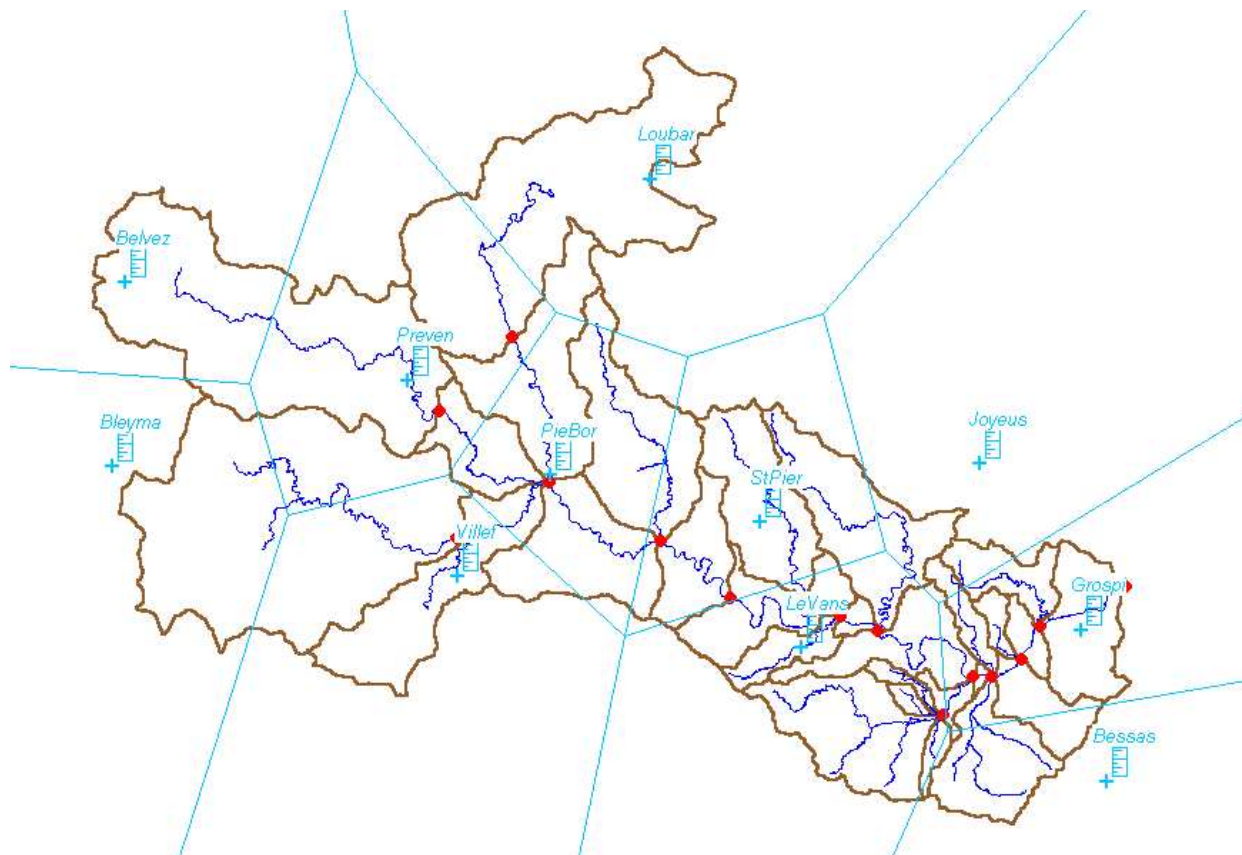 Loubar
Belvez
Preven
Bleyma
PieBor
Joyeus
StPier
Villef
Grospi
LeVans
Bessas